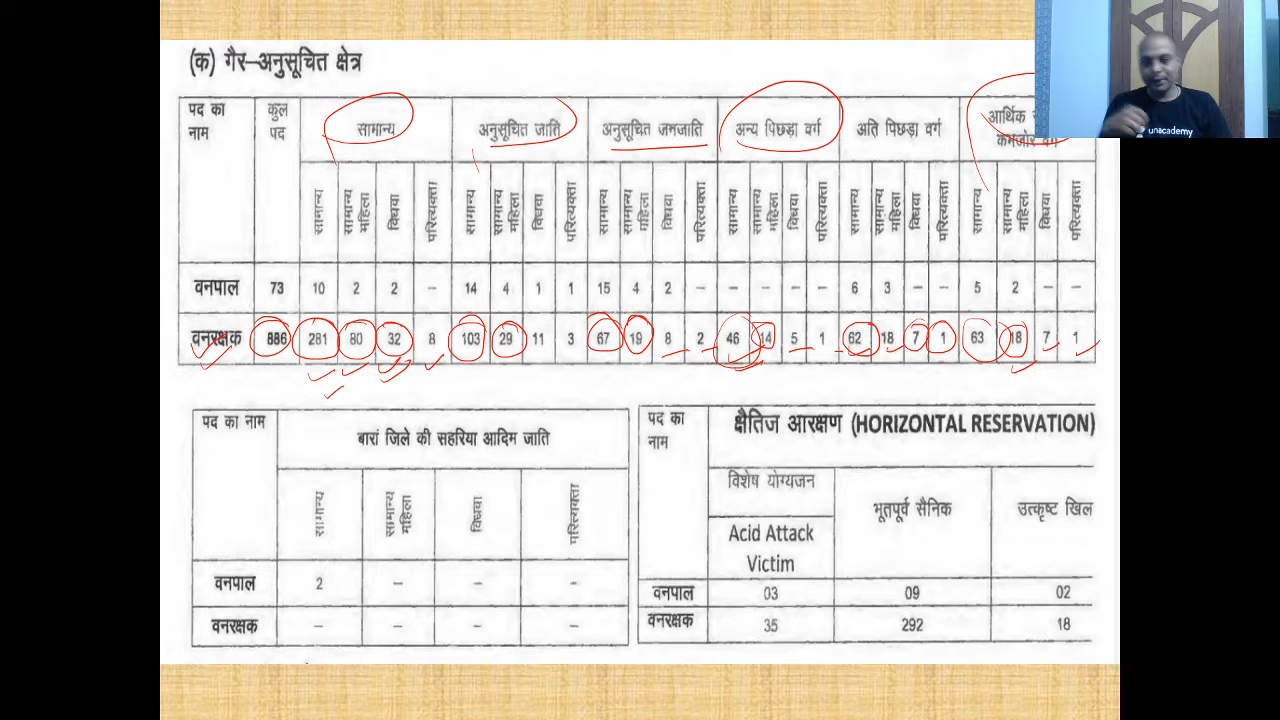 (क) गैर–अनुसूचित क्षेत्र
पद का नाम | कुल पद | सामान्य | अनुसूचित जाति | अनुसूचित जनजाति | अन्य पिछड़ा वर्ग | अति पिछड़ा वर्ग | आर्थिक कमजोर वर्ग
सामान्य | सामान्य महिला | विधवा | परित्यक्ता | सामान्य | सामान्य महिला | विधवा | परित्यक्ता | सामान्य | सामान्य महिला | विधवा | परित्यक्ता | सामान्य | सामान्य महिला | विधवा | परित्यक्ता | सामान्य | सामान्य महिला | विधवा | परित्यक्ता | सामान्य | सामान्य महिला | विधवा | परित्यक्ता
वनपाल | 73 | 10 | 2 | 2 | – | 14 | 4 | 1 | 1 | 15 | 4 | 2 | – | – | – | – | – | 6 | 3 | – | – | 5 | 2 | – | –
वनरक्षक | 886 | 281 | 80 | 32 | 8 | 103 | 29 | 11 | 3 | 67 | 19 | 8 | 2 | 46 | 14 | 5 | 1 | 62 | 18 | 7 | 1 | 63 | 18 | 7 | 1
पद का नाम | बारां जिले की सहरिया आदिम जाति
सामान्य | सामान्य महिला | विधवा | परित्यक्ता
वनपाल | 2 | – | – | –
वनरक्षक | – | – | – | –
पद का नाम | क्षैतिज आरक्षण (HORIZONTAL RESERVATION)
विशेष योग्यजन | भूतपूर्व सैनिक | उत्कृष्ट खिल
Acid Attack
Victim
वनपाल | 03 | 09 | 02
वनरक्षक | 35 | 292 | 18
unacademy